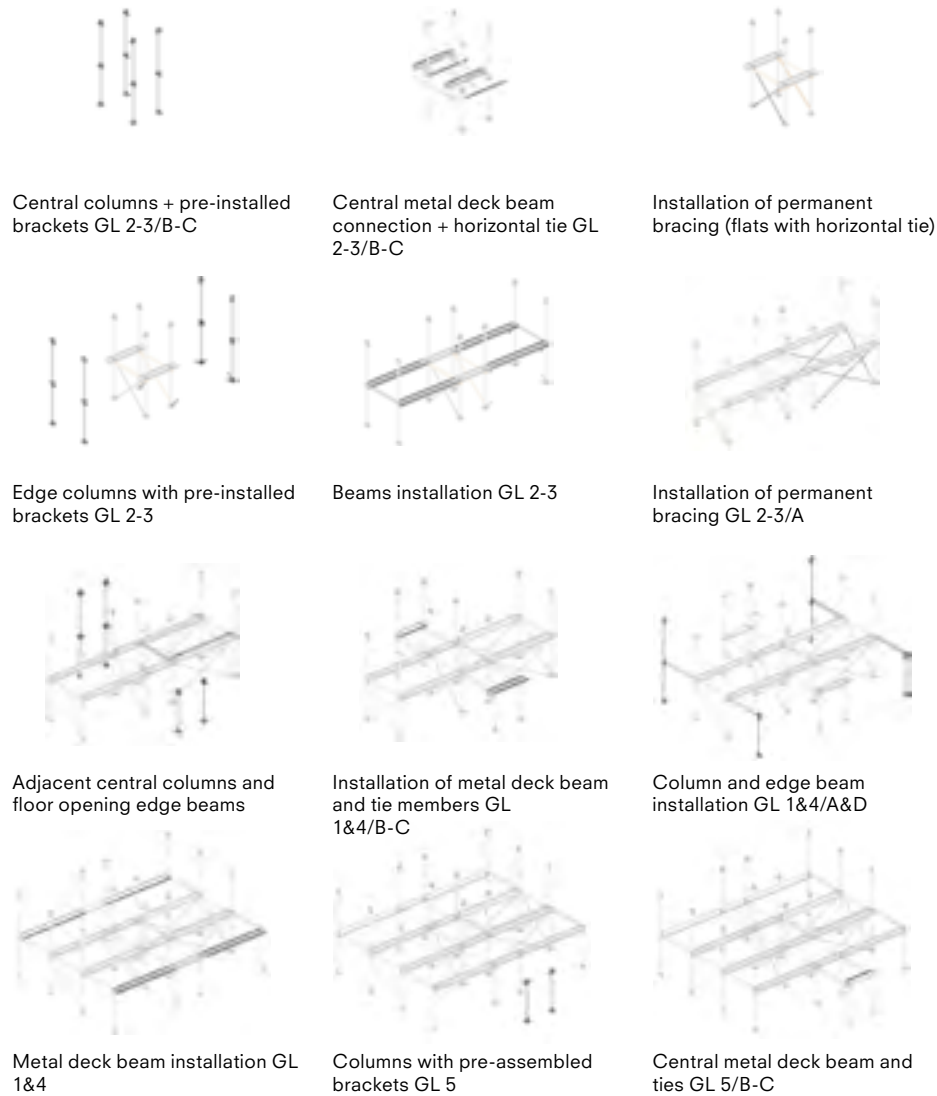 Central columns + pre-installed
brackets GL 2-3/B-C
Central metal deck beam
connection + horizontal tie GL
2-3/B-C
Installation of permanent
bracing (flats with horizontal tie)
Edge columns with pre-installed
brackets GL 2-3
Beams installation GL 2-3
Installation of permanent
bracing GL 2-3/A
Adjacent central columns and
floor opening edge beams
Installation of metal deck beam
and tie members GL
1&4/B-C
Column and edge beam
installation GL 1&4/A&D
Metal deck beam installation GL
1&4
Columns with pre-assembled
brackets GL 5
Central metal deck beam and
ties GL 5/B-C